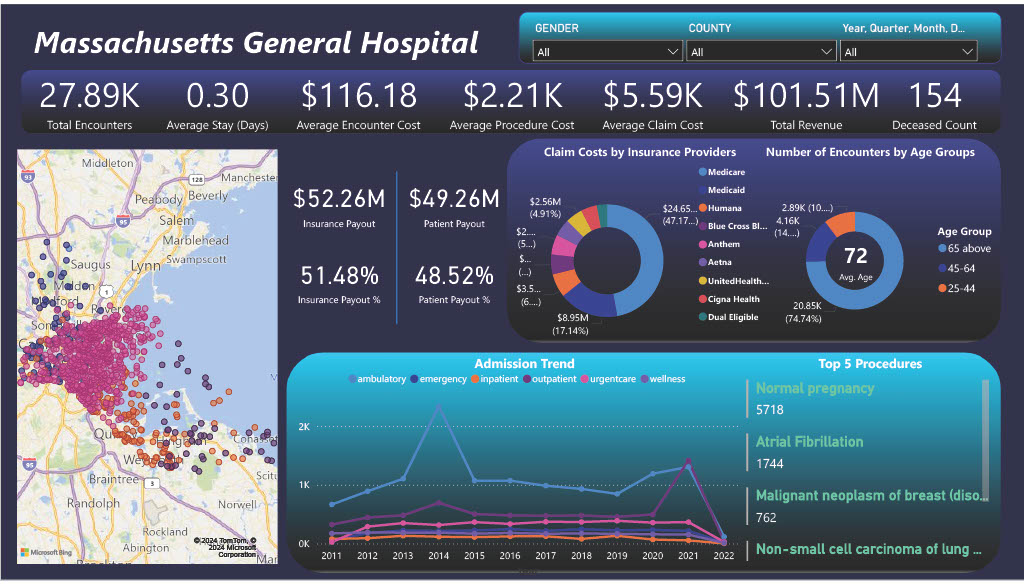 Massachusetts General Hospital
GENDER
COUNTY
Year, Quarter, Month, D...
All
All
All
27.89K
Total Encounters
0.30
Average Stay (Days)
$116.18
Average Encounter Cost
$2.21K
Average Procedure Cost
$5.59K
Average Claim Cost
$101.51M
Total Revenue
154
Deceased Count
Middleton
93
128
Manchester
Peabody
Beverly
95
Salem
Marblehead
Swampscott
Saugus
Lynn
1
Quincy
Braintree
3
95
Randolph
Norwell
Rockland
Abington
Cohasset
Scitu
Microsoft Bing
© 2024 TomTom, ©
2024 Microsoft
Corporation
$52.26M
Insurance Payout
$49.26M
Patient Payout
51.48%
Insurance Payout %
48.52%
Patient Payout %
Claim Costs by Insurance Providers
$2.56M
(4.91%)
$2....
(5...)
$...
(...)
$3.5...
(6....)
$8.95M
(17.14%)
$24.65...
(47.17...)
Medicare
Medicaid
Humana
Blue Cross Bl...
Anthem
Aetna
UnitedHealth...
Cigna Health
Dual Eligible
Number of Encounters by Age Groups
2.89K (10....)
4.16K
(14....)
72
Avg. Age
20.85K
(74.74%)
Age Group
65 above
45-64
25-44
Admission Trend
ambulatory
emergency
inpatient
outpatient
urgentcare
wellness
2K
1K
0K
2011
2012
2013
2014
2015
2016
2017
2018
2019
2020
2021
2022
Top 5 Procedures
Normal pregnancy
5718
Atrial Fibrillation
1744
Malignant neoplasm of breast (diso...
762
Non-small cell carcinoma of lung ...